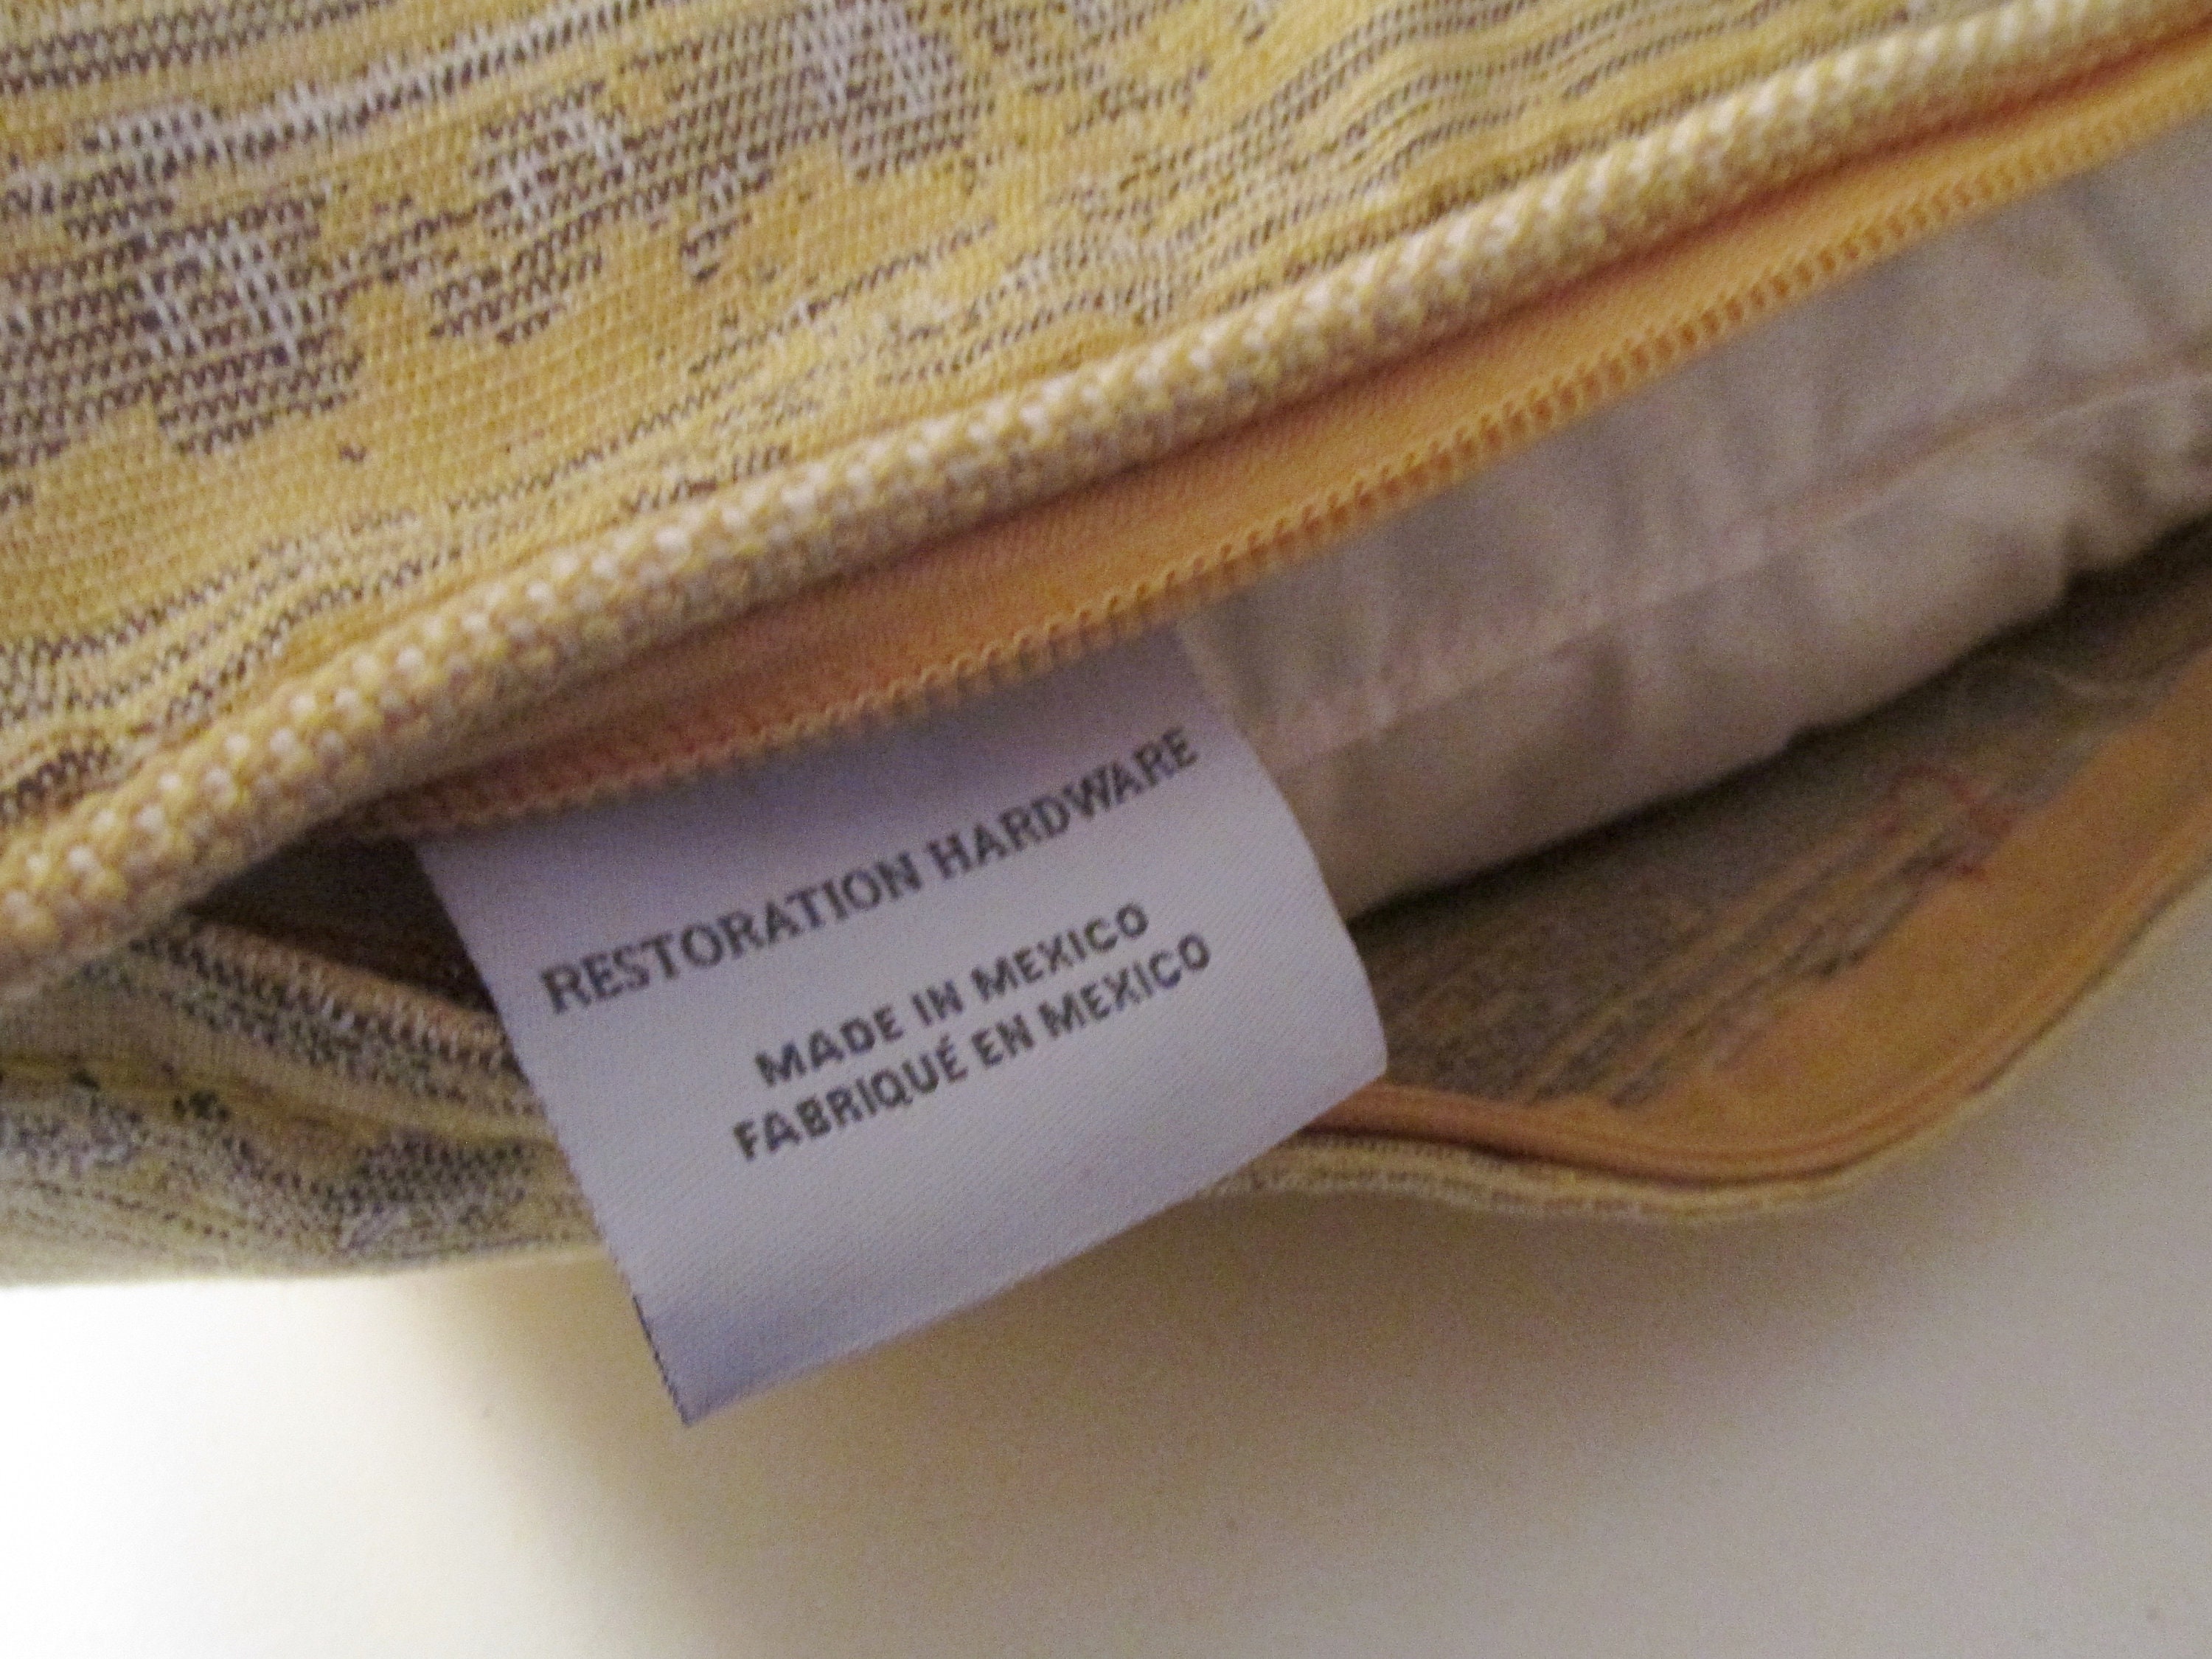 RESTORATION HARDWARE
MADE IN MEXICO
FABRIQUÉ EN MEXICO